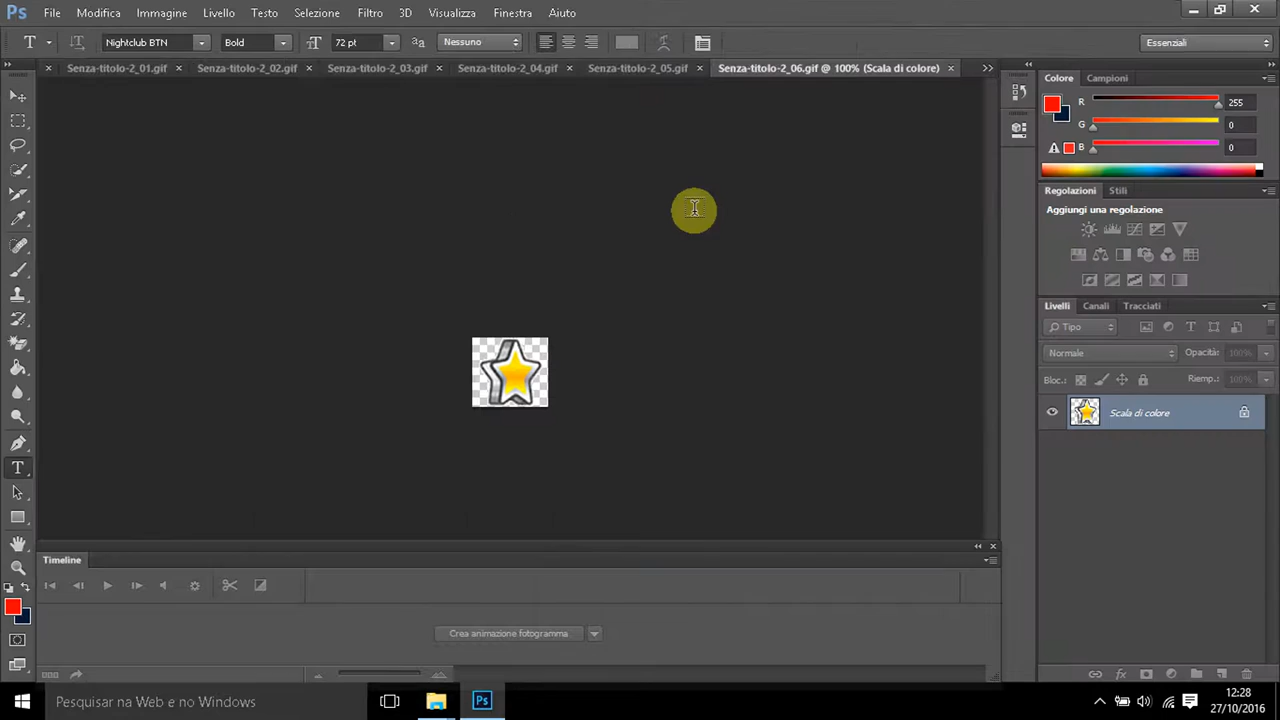 Ps File Modifica Immagine Livello Testo Selezione Filtro 3D Visualizza Finestra Aiuto
T Nightclub BTN Bold 72 pt aa Nessuno Essenziali
Senza-titolo-2_01.gif Senza-titolo-2_02.gif Senza-titolo-2_03.gif Senza-titolo-2_04.gif Senza-titolo-2_05.gif Senza-titolo-2_06.gif @ 100% (Scala di colore)
Colore Campioni
R 255
G 0
B 0
Regolazioni Stili
Aggiungi una regolazione
Livelli Canali Tracciati
Tipo
Normale Opacità: 100%
Bloc.: Riemp.: 100%
Scala di colore
T
Timeline
Crea animazione fotogramma
Pesquisar na Web e no Windows
Ps
12:28
27/10/2016